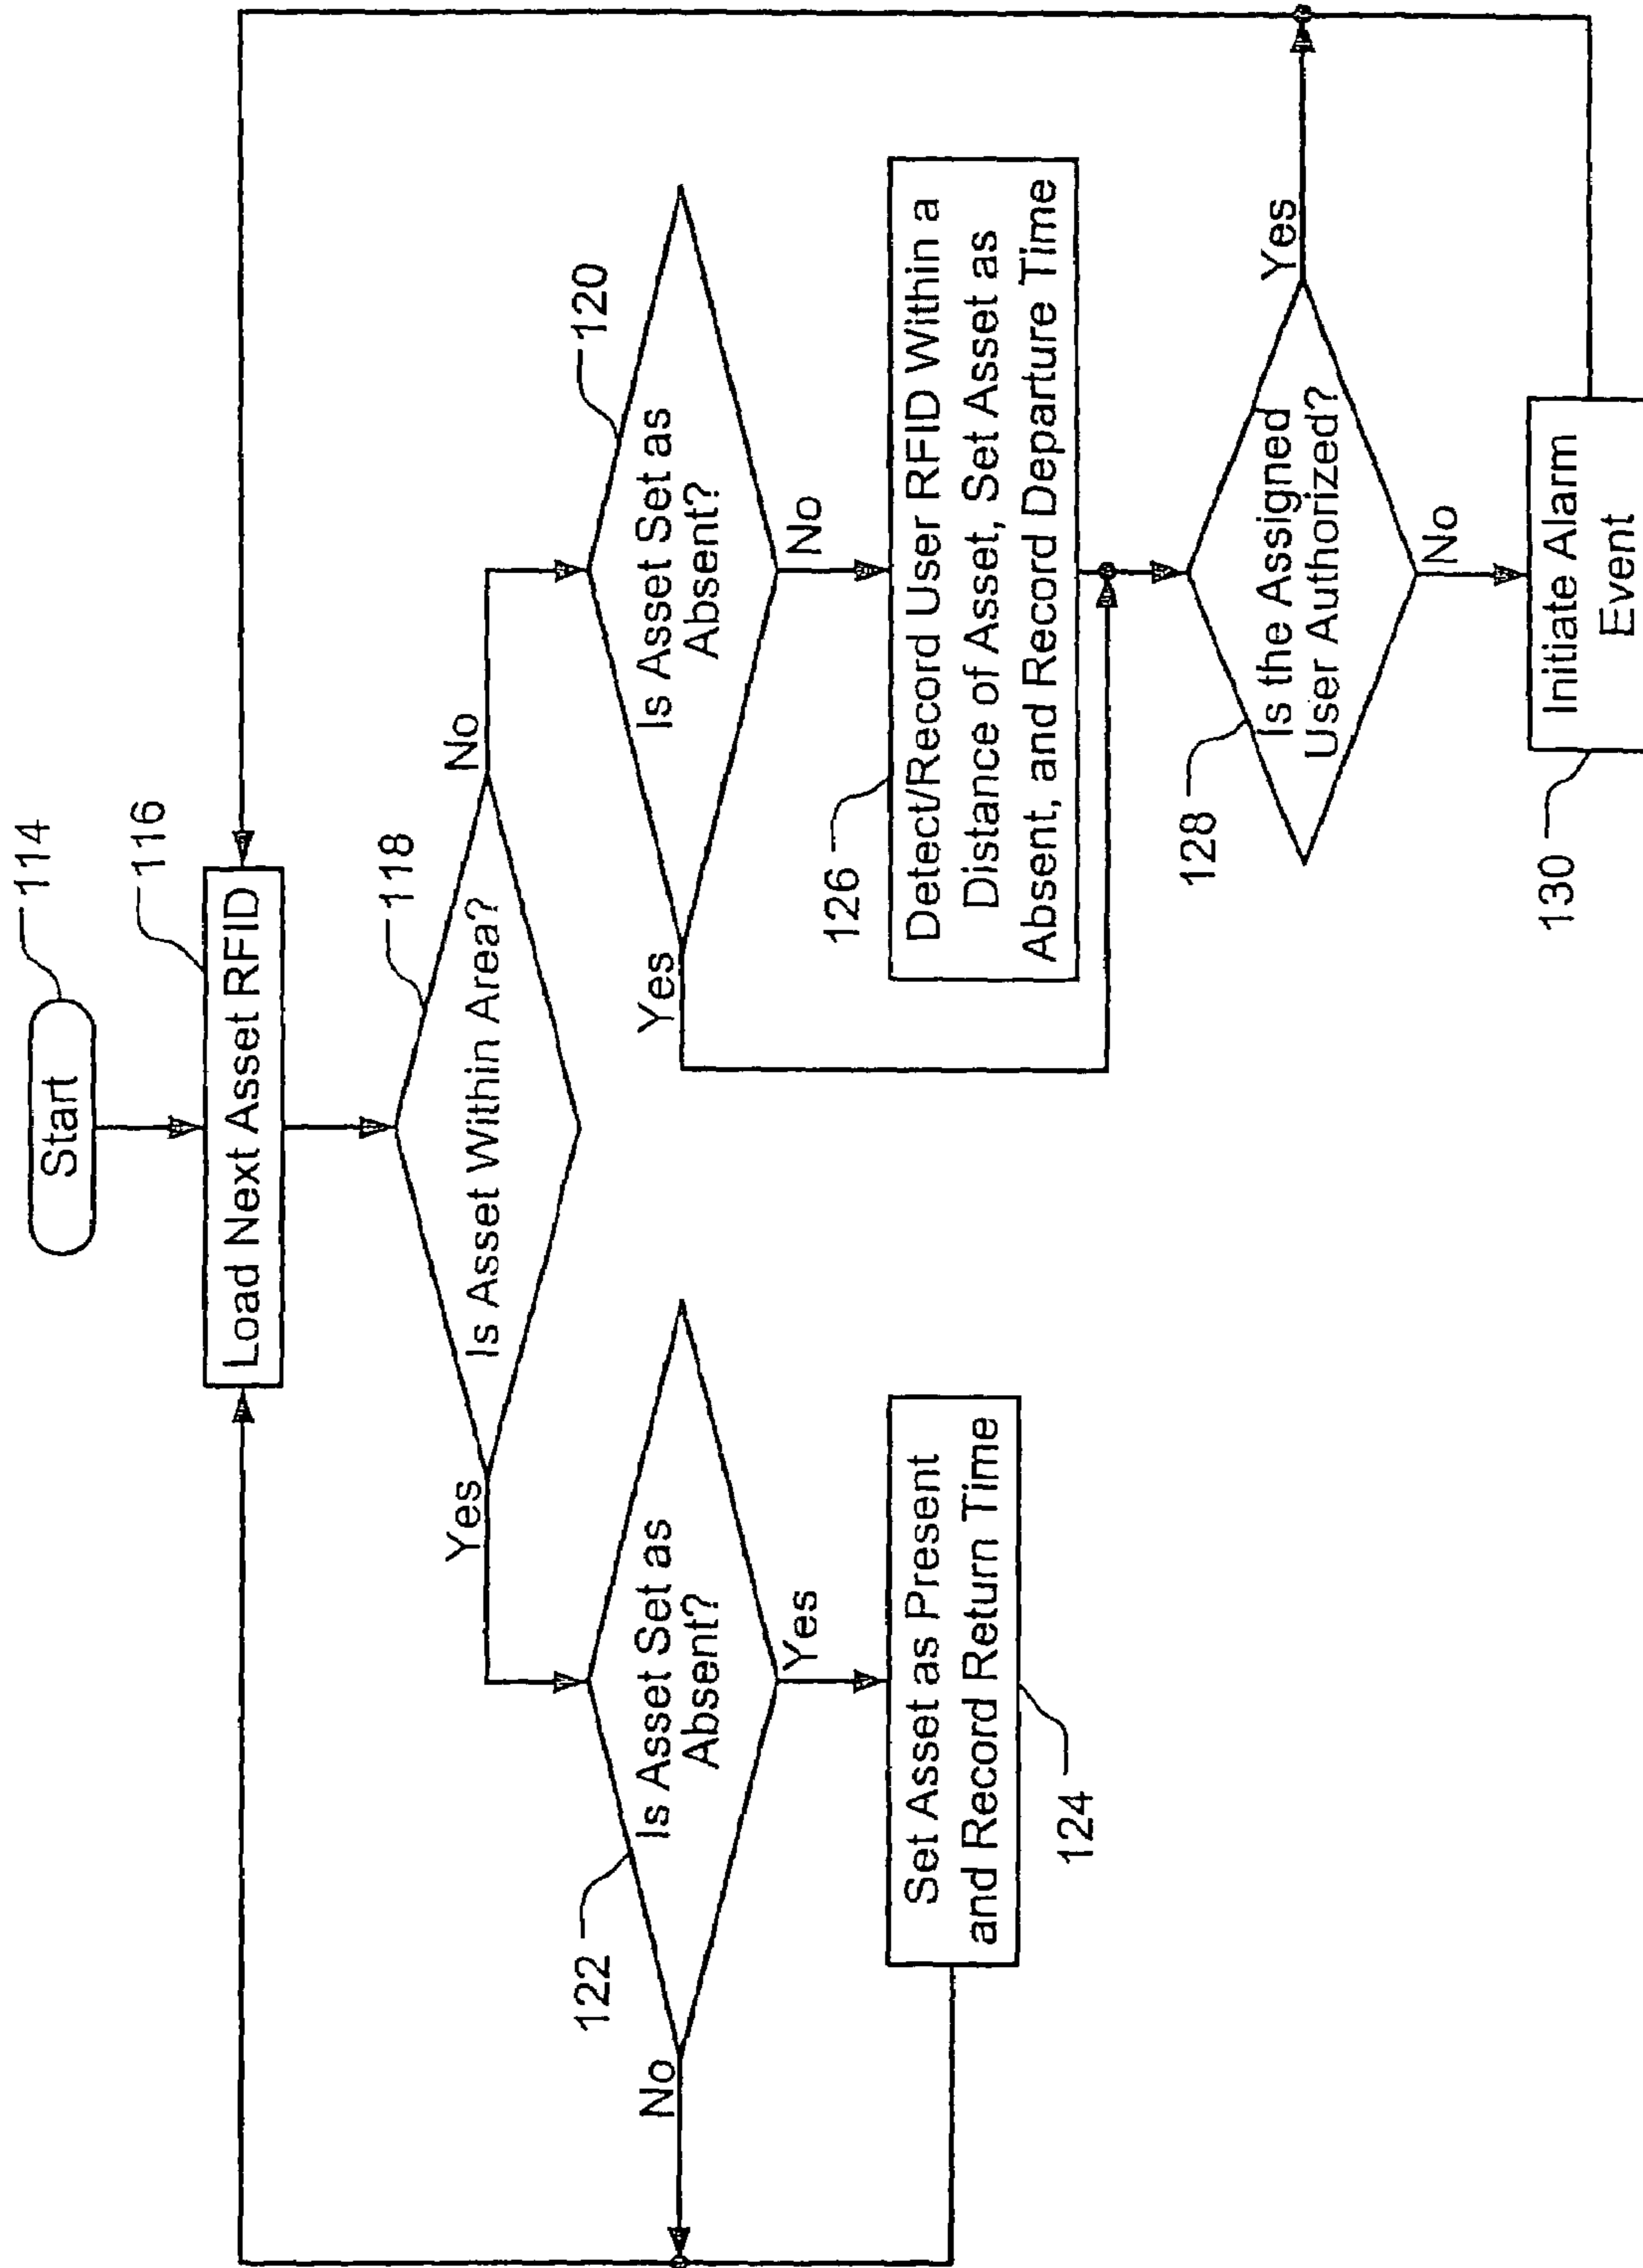 Start
114
Load Next Asset RFID
116
Is Asset Within Area?
118
Yes
No
Is Asset Set as
Absent?
122
No
Yes
Set Asset as Present
and Record Return Time
124
Is Asset Set as
Absent?
120
Yes
No
126
Detect/Record User RFID Within a
Distance of Asset, Set Asset as
Absent, and Record Departure Time
128
Is the Assigned
User Authorized?
Yes
No
Initiate Alarm
Event
130